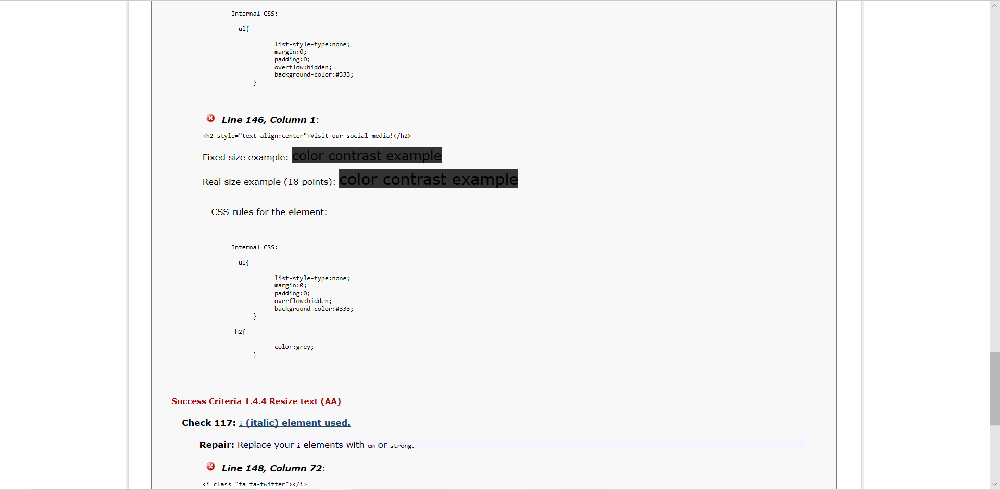 Internal CSS:
ul{
list-style-type:none;
margin:0;
padding:0;
overflow:hidden;
background-color:#333;
}
Line 146, Column 1:
<h2 style="text-align:center">Visit our social media!</h2>
Fixed size example: color contrast example
Real size example (18 points): color contrast example
CSS rules for the element:
Internal CSS:
ul{
list-style-type:none;
margin:0;
padding:0;
overflow:hidden;
background-color:#333;
}
h2{
color:grey;
}
Success Criteria 1.4.4 Resize text (AA)
Check 117: i (italic) element used.
Repair: Replace your i elements with em or strong.
Line 148, Column 72:
<i class="fa fa-twitter"></i>